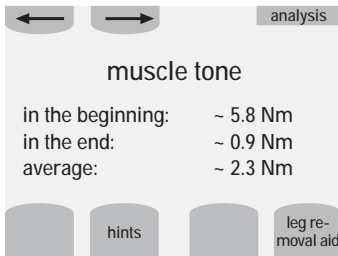 analysis
muscle tone
in the beginning: ~ 5.8 Nm
in the end: ~ 0.9 Nm
average: ~ 2.3 Nm
hints
leg re-
moval aid